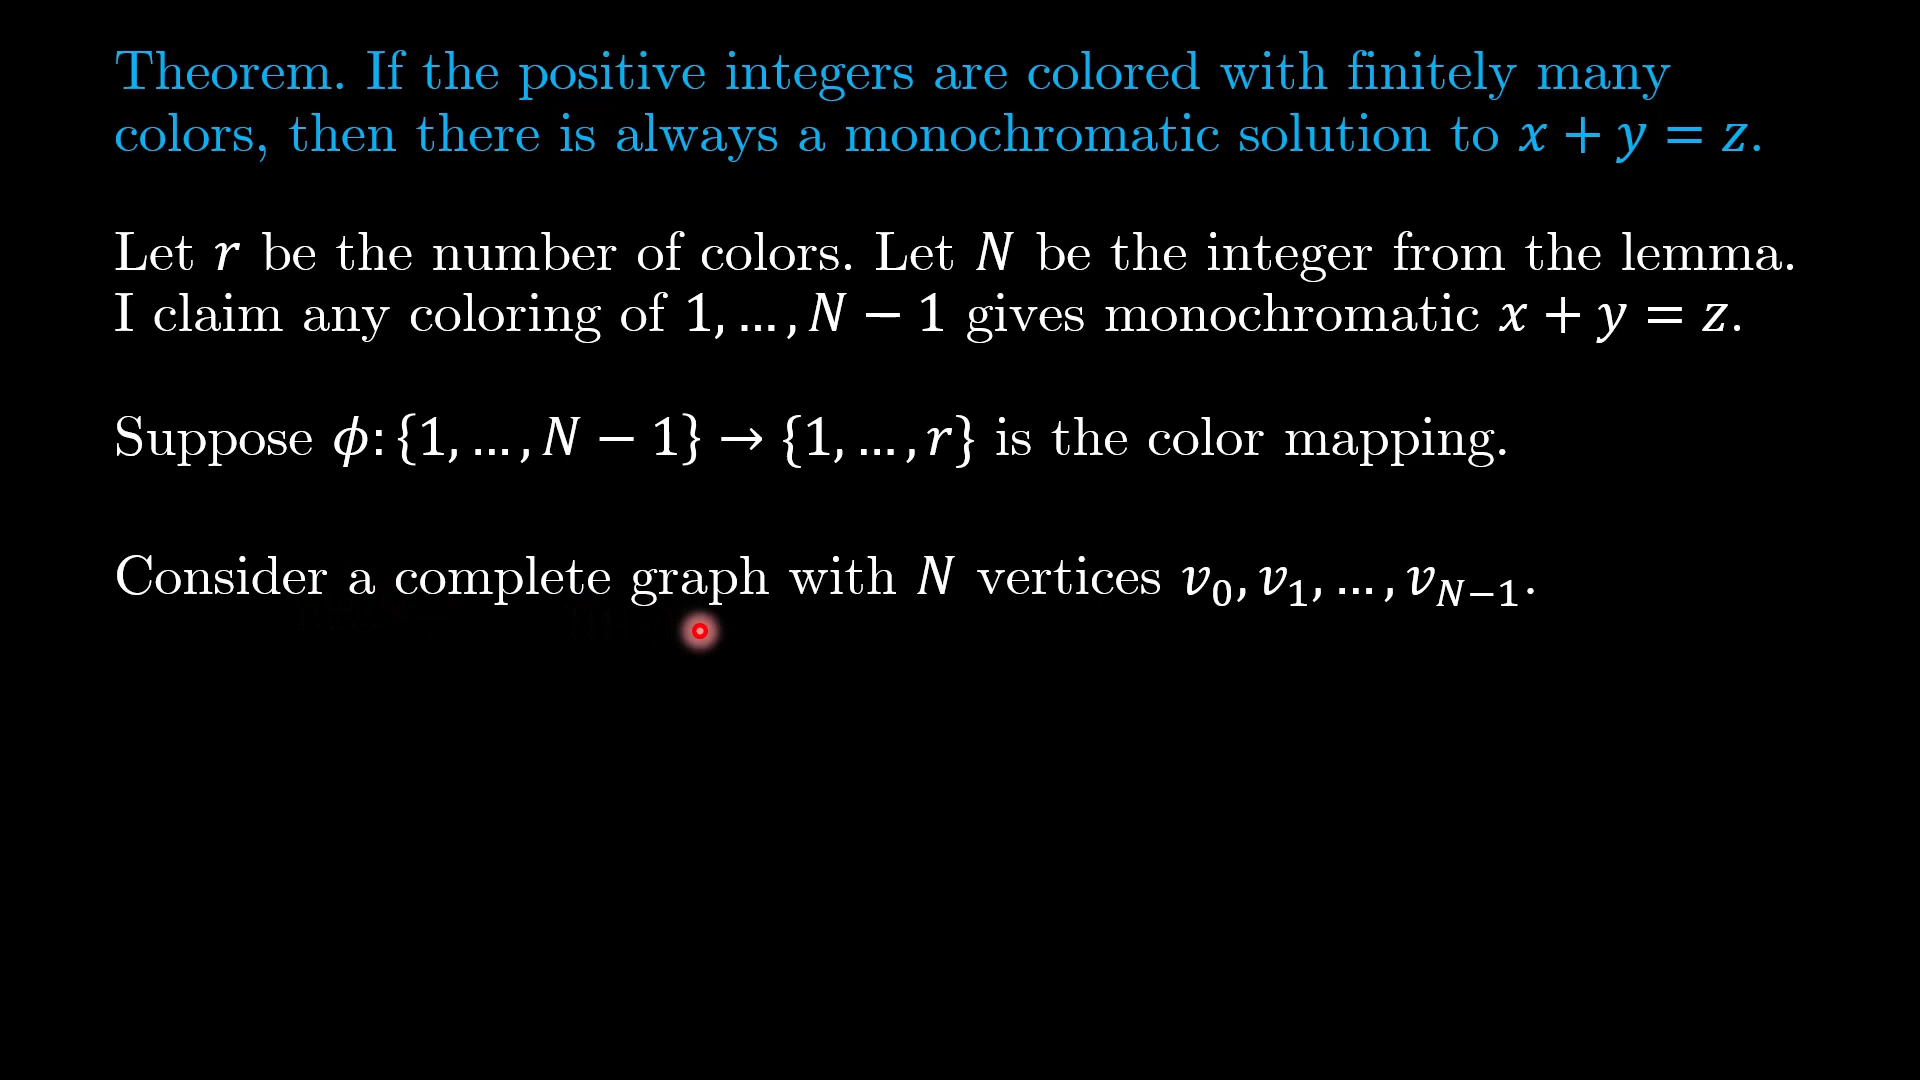 Theorem. If the positive integers are colored with finitely many
colors, then there is always a monochromatic solution to x + y = z.
Let r be the number of colors. Let N be the integer from the lemma.
I claim any coloring of 1, … , N − 1 gives monochromatic x + y = z.
Suppose ϕ: {1, … , N − 1} → {1, … , r} is the color mapping.
Consider a complete graph with N vertices v₀, v₁, … , v_{N−1}.